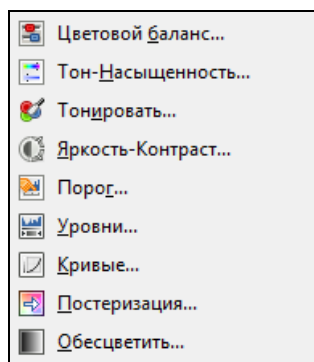 Цветовой баланс...
Тон-Насыщенность...
Тонировать...
Яркость-Контраст...
Порог...
Уровни...
Кривые...
Постеризация...
Обесцветить...